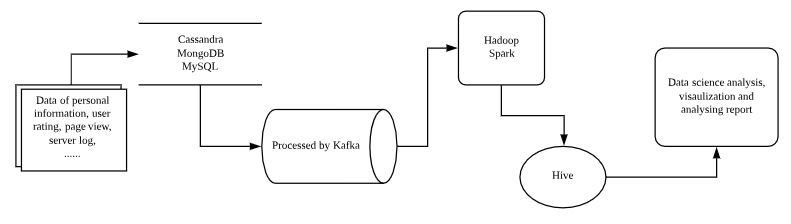 Cassandra
MongoDB
MySQL
Data of personal
information, user
rating, page view,
server log,
......
Processed by Kafka
Hadoop
Spark
Hive
Data science analysis,
visaulization and
analysing report